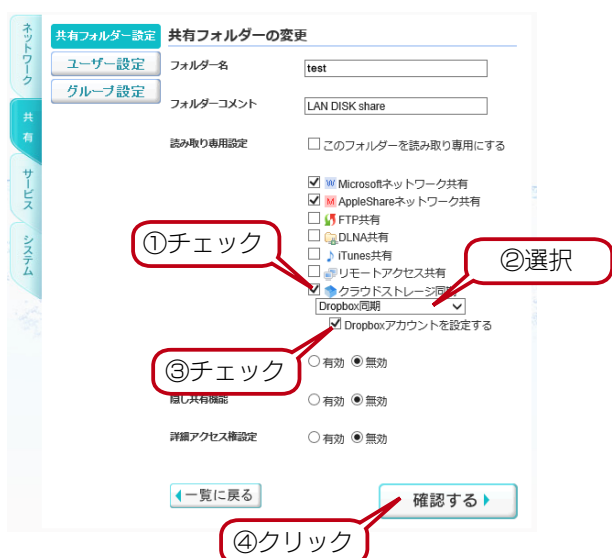 ネットワーク
共有
サービス
システム
共有フォルダー設定
ユーザー設定
グループ設定
共有フォルダーの変更
フォルダー名
test
フォルダーコメント
LAN DISK share
読み取り専用設定
このフォルダーを読み取り専用にする
W Microsoftネットワーク共有
M AppleShareネットワーク共有
FTP共有
DLNA共有
iTunes共有
リモートアクセス共有
クラウドストレージ同
①チェック
②選択
Dropbox同期
Dropboxアカウントを設定する
③チェック
有効 無効
隠し共有機能
有効 無効
詳細アクセス権設定
有効 無効
一覧に戻る
確認する
④クリック